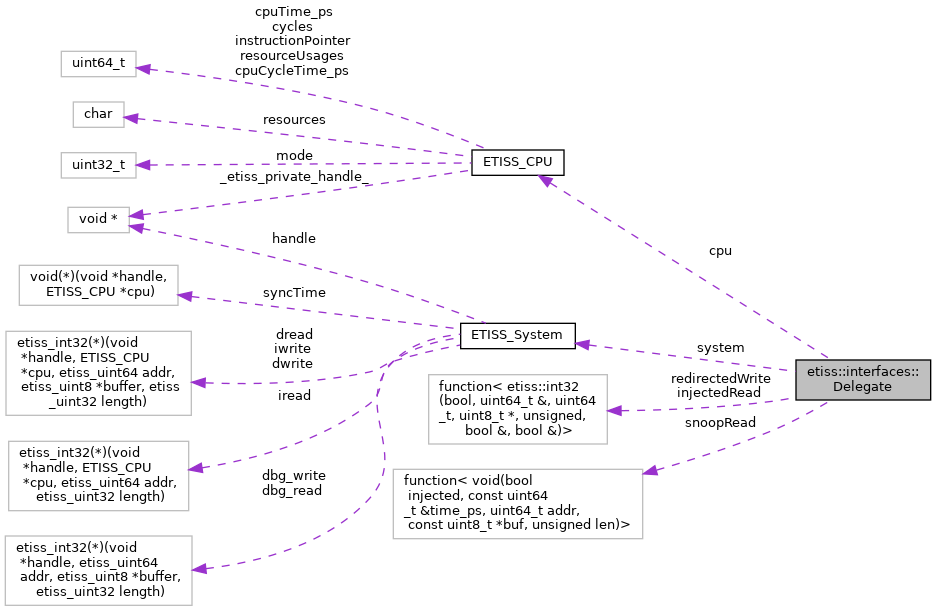 cpuTime_ps
cycles
instructionPointer
resourceUsages
cpuCycleTime_ps
uint64_t
char
resources
uint32_t
mode
ETISS_CPU
_etiss_private_handle_
void *
handle
cpu
void(*)(void *handle,
ETISS_CPU *cpu)
syncTime
ETISS_System
system
dread
iwrite
dwrite
etiss_int32(*)(void
*handle, ETISS_CPU
*cpu, etiss_uint64 addr,
etiss_uint8 *buffer, etiss
_uint32 length)
iread
etiss::interfaces::
Delegate
redirectedWrite
injectedRead
function< etiss::int32
(bool, uint64_t &, uint64
_t, uint8_t *, unsigned,
bool &, bool &)>
snoopRead
etiss_int32(*)(void
*handle, ETISS_CPU
*cpu, etiss_uint64 addr,
etiss_uint32 length)
dbg_write
dbg_read
function< void(bool
injected, const uint64
_t &time_ps, uint64_t addr,
const uint8_t *buf, unsigned len)>
etiss_int32(*)(void
*handle, etiss_uint64
addr, etiss_uint8 *buffer,
etiss_uint32 length)